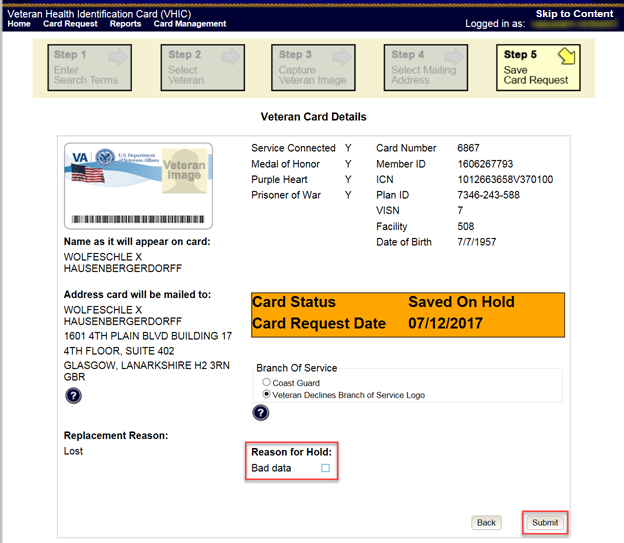 Veteran Health Identification Card (VHIC)
Skip to Content
Home Card Request Reports Card Management
Logged in as:
Step 1
Enter
Search Terms
Step 2
Select
Veteran
Step 3
Capture
Veteran Image
Step 4
Select Mailing
Address
Step 5
Save
Card Request
Veteran Card Details
VA
U.S. Department
of Veterans Affairs
Veteran
Image
Name as it will appear on card:
WOLFESCHLE X
HAUSENBERGERDORFF
Address card will be mailed to:
WOLFESCHLE X
HAUSENBERGERDORFF
1601 4TH PLAIN BLVD BUILDING 17
4TH FLOOR, SUITE 402
GLASGOW, LANARKSHIRE H2 3RN
GBR
?
Replacement Reason:
Lost
Service Connected Y
Medal of Honor Y
Purple Heart Y
Prisoner of War Y
Card Number 6867
Member ID 1606267793
ICN 1012663658V370100
Plan ID 7346-243-588
VISN 7
Facility 508
Date of Birth 7/7/1957
Card Status Saved On Hold
Card Request Date 07/12/2017
Branch Of Service
Coast Guard
Veteran Declines Branch of Service Logo
?
Reason for Hold:
Bad data
Back
Submit